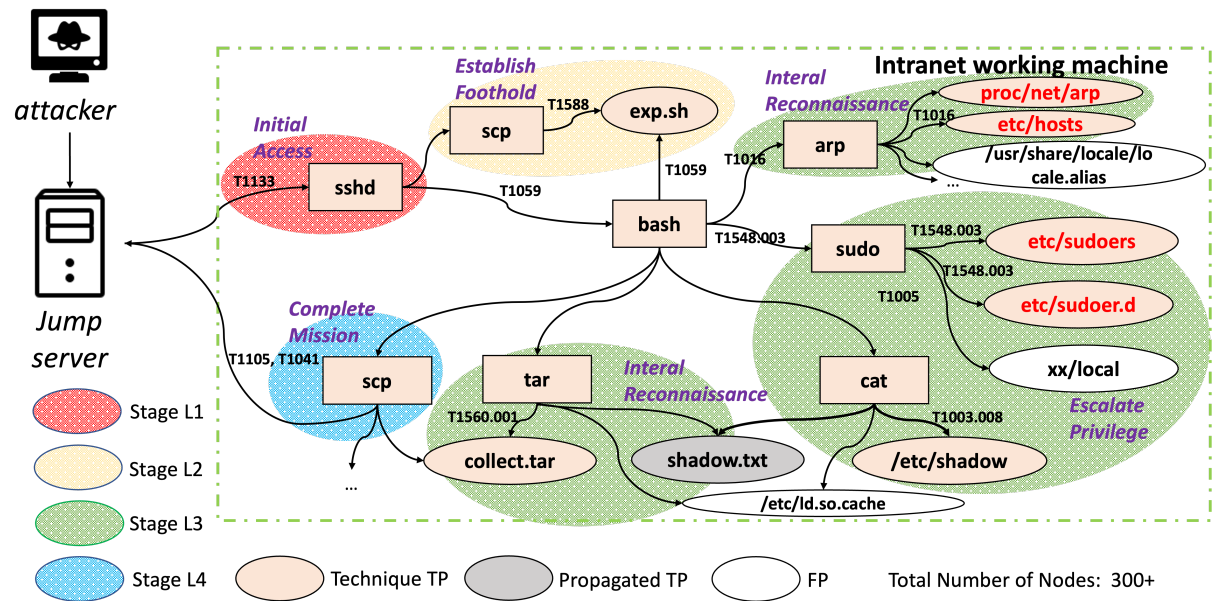 attacker
Jump
server
Intranet working machine
Initial
Access
T1133
sshd
Establish
Foothold
scp
T1588
exp.sh
T1059
T1059
bash
Interal
Reconnaissance
T1016
arp
proc/net/arp
T1016
etc/hosts
/usr/share/locale/lo
cale.alias
...
T1548.003
sudo
T1548.003
etc/sudoers
T1548.003
etc/sudoer.d
T1005
xx/local
Escalate
Privilege
Complete
Mission
T1105, T1041
scp
...
tar
T1560.001
collect.tar
Interal
Reconnaissance
shadow.txt
cat
T1003.008
/etc/shadow
/etc/ld.so.cache
Stage L1
Stage L2
Stage L3
Stage L4
Technique TP
Propagated TP
FP
Total Number of Nodes: 300+